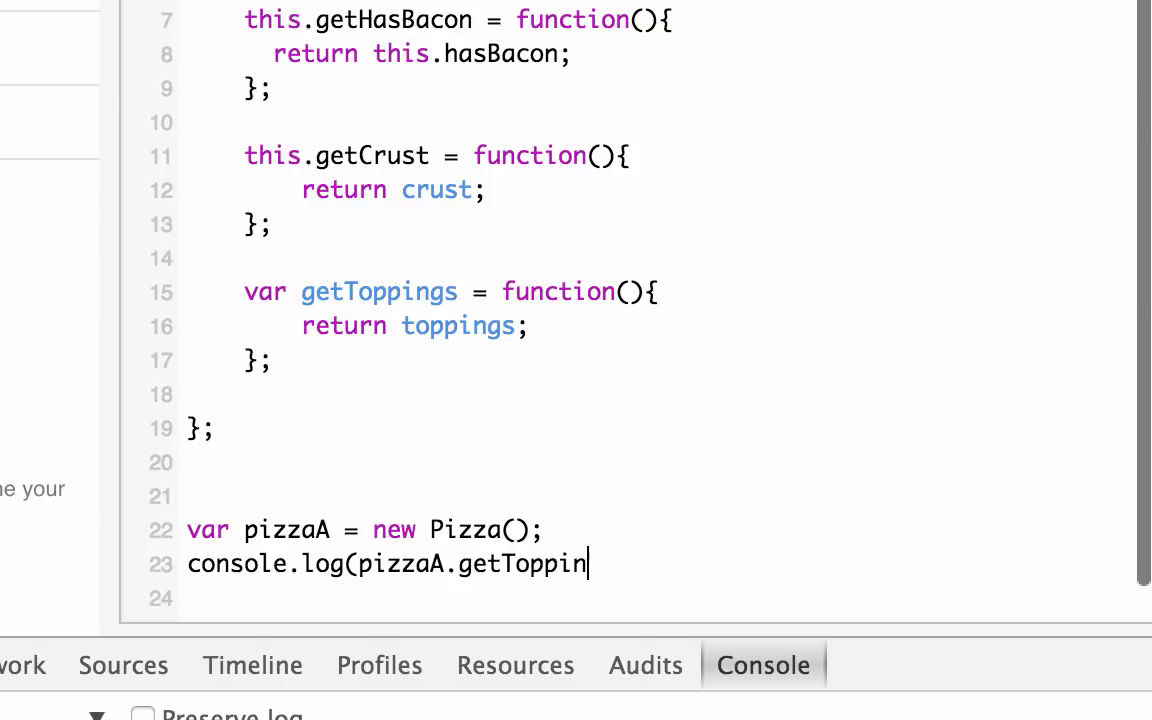 7 this.getHasBacon = function(){
8 return this.hasBacon;
9 };
10
11 this.getCrust = function(){
12 return crust;
13 };
14
15 var getToppings = function(){
16 return toppings;
17 };
18
19 };
20
21
22 var pizzaA = new Pizza();
23 console.log(pizzaA.getToppin
24
ne your
work Sources Timeline Profiles Resources Audits Console
Preserve log